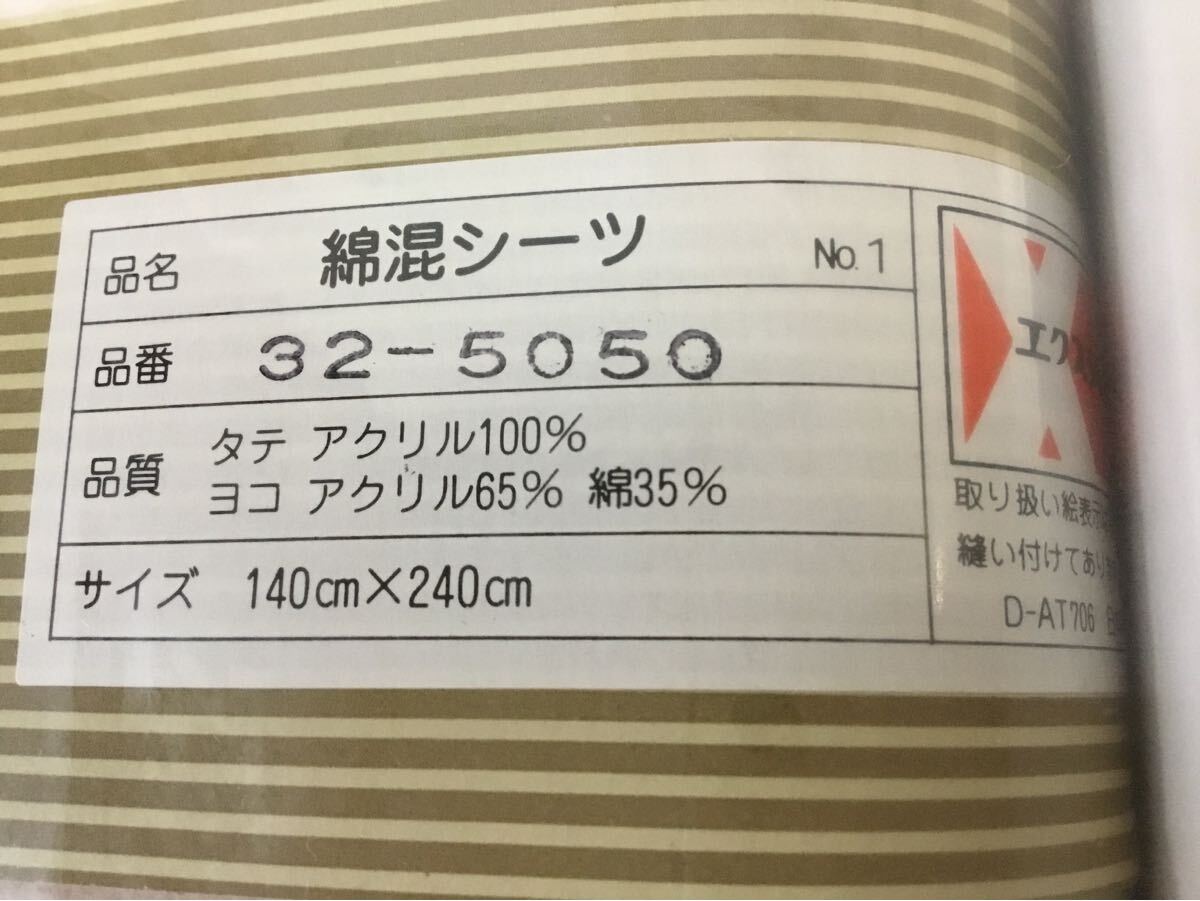 品名 綿混シーツ No.1
品番 32-5050
品質 タテ アクリル100%
ヨコ アクリル65% 綿35%
サイズ 140cm×240cm
エク
取り扱い絵表示
縫い付けてあり
D-AT706